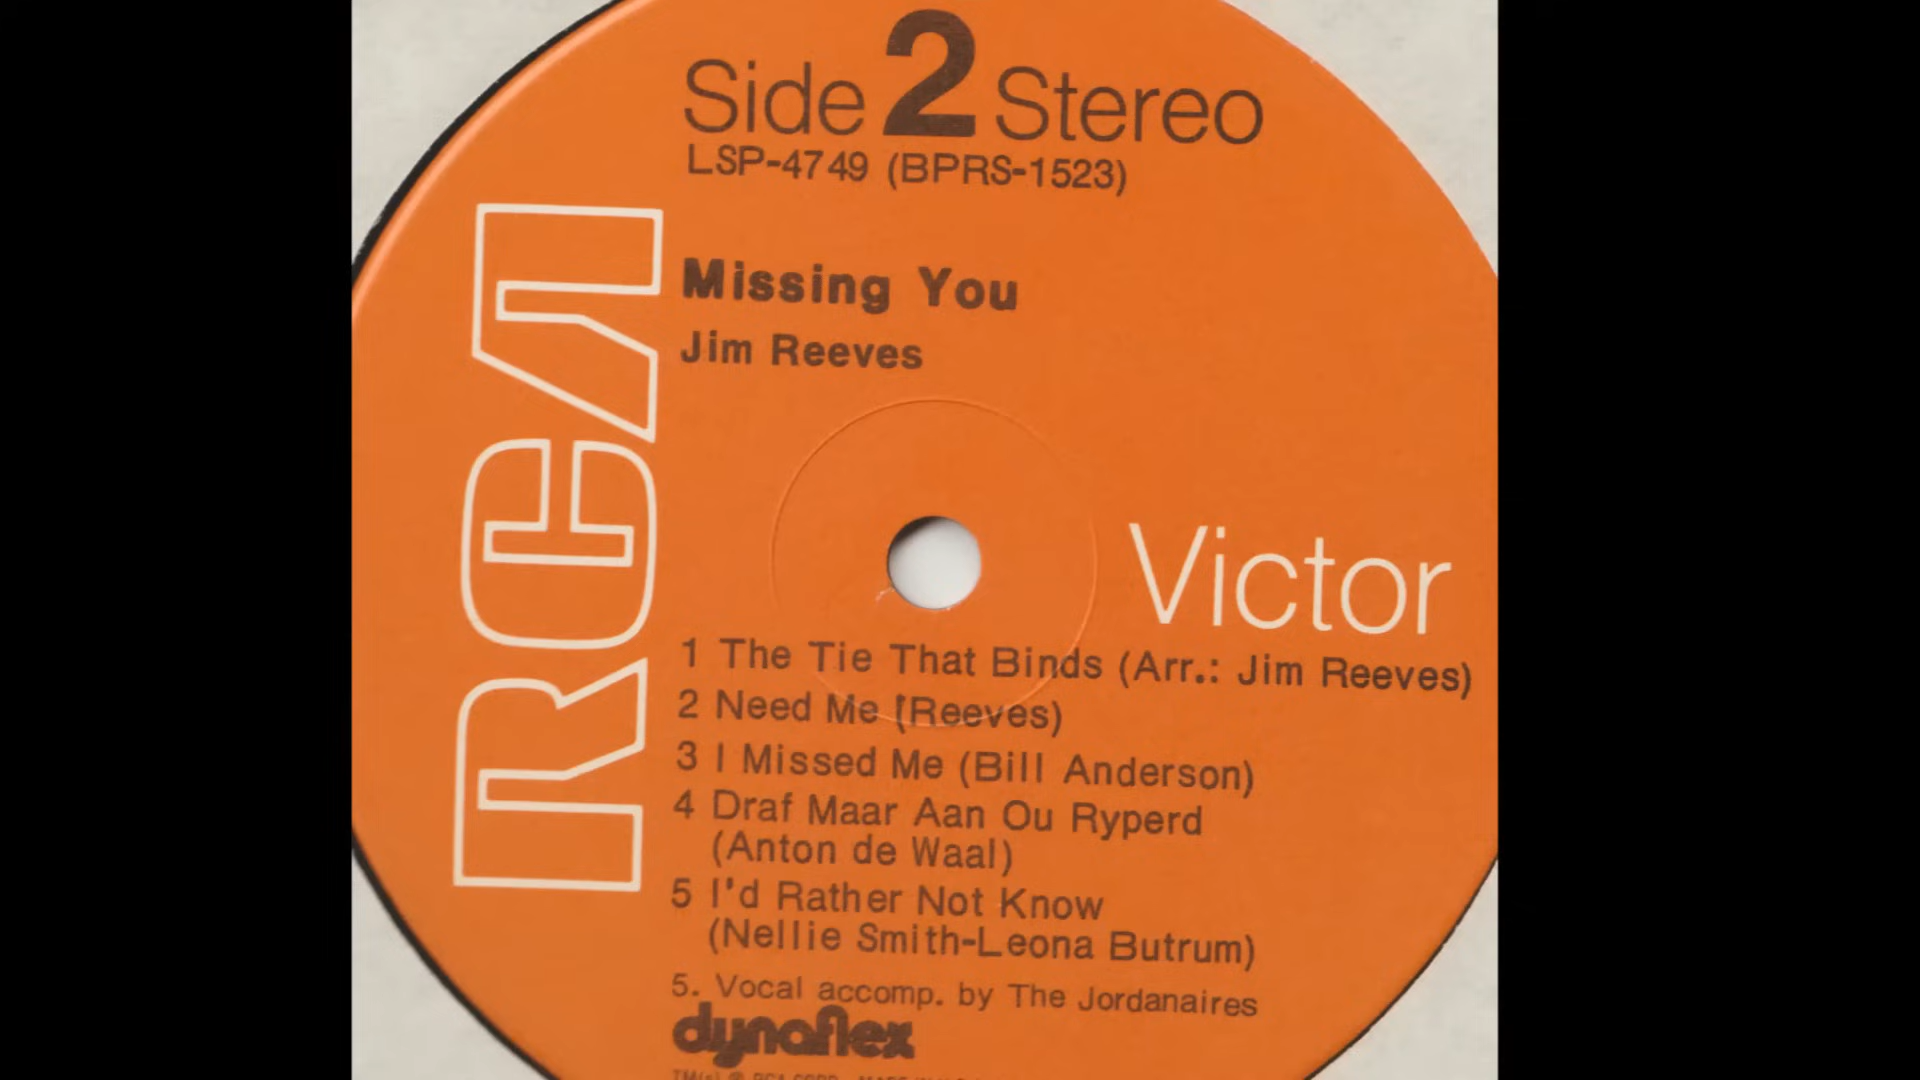 Side 2 Stereo
LSP-4749 (BPRS-1523)
Missing You
Jim Reeves
RCA
Victor
1 The Tie That Binds (Arr.: Jim Reeves)
2 Need Me (Reeves)
3 I Missed Me (Bill Anderson)
4 Draf Maar Aan Ou Ryperd
(Anton de Waal)
5 I'd Rather Not Know
(Nellie Smith-Leona Butrum)
5. Vocal accomp. by The Jordanaires
dynaflex